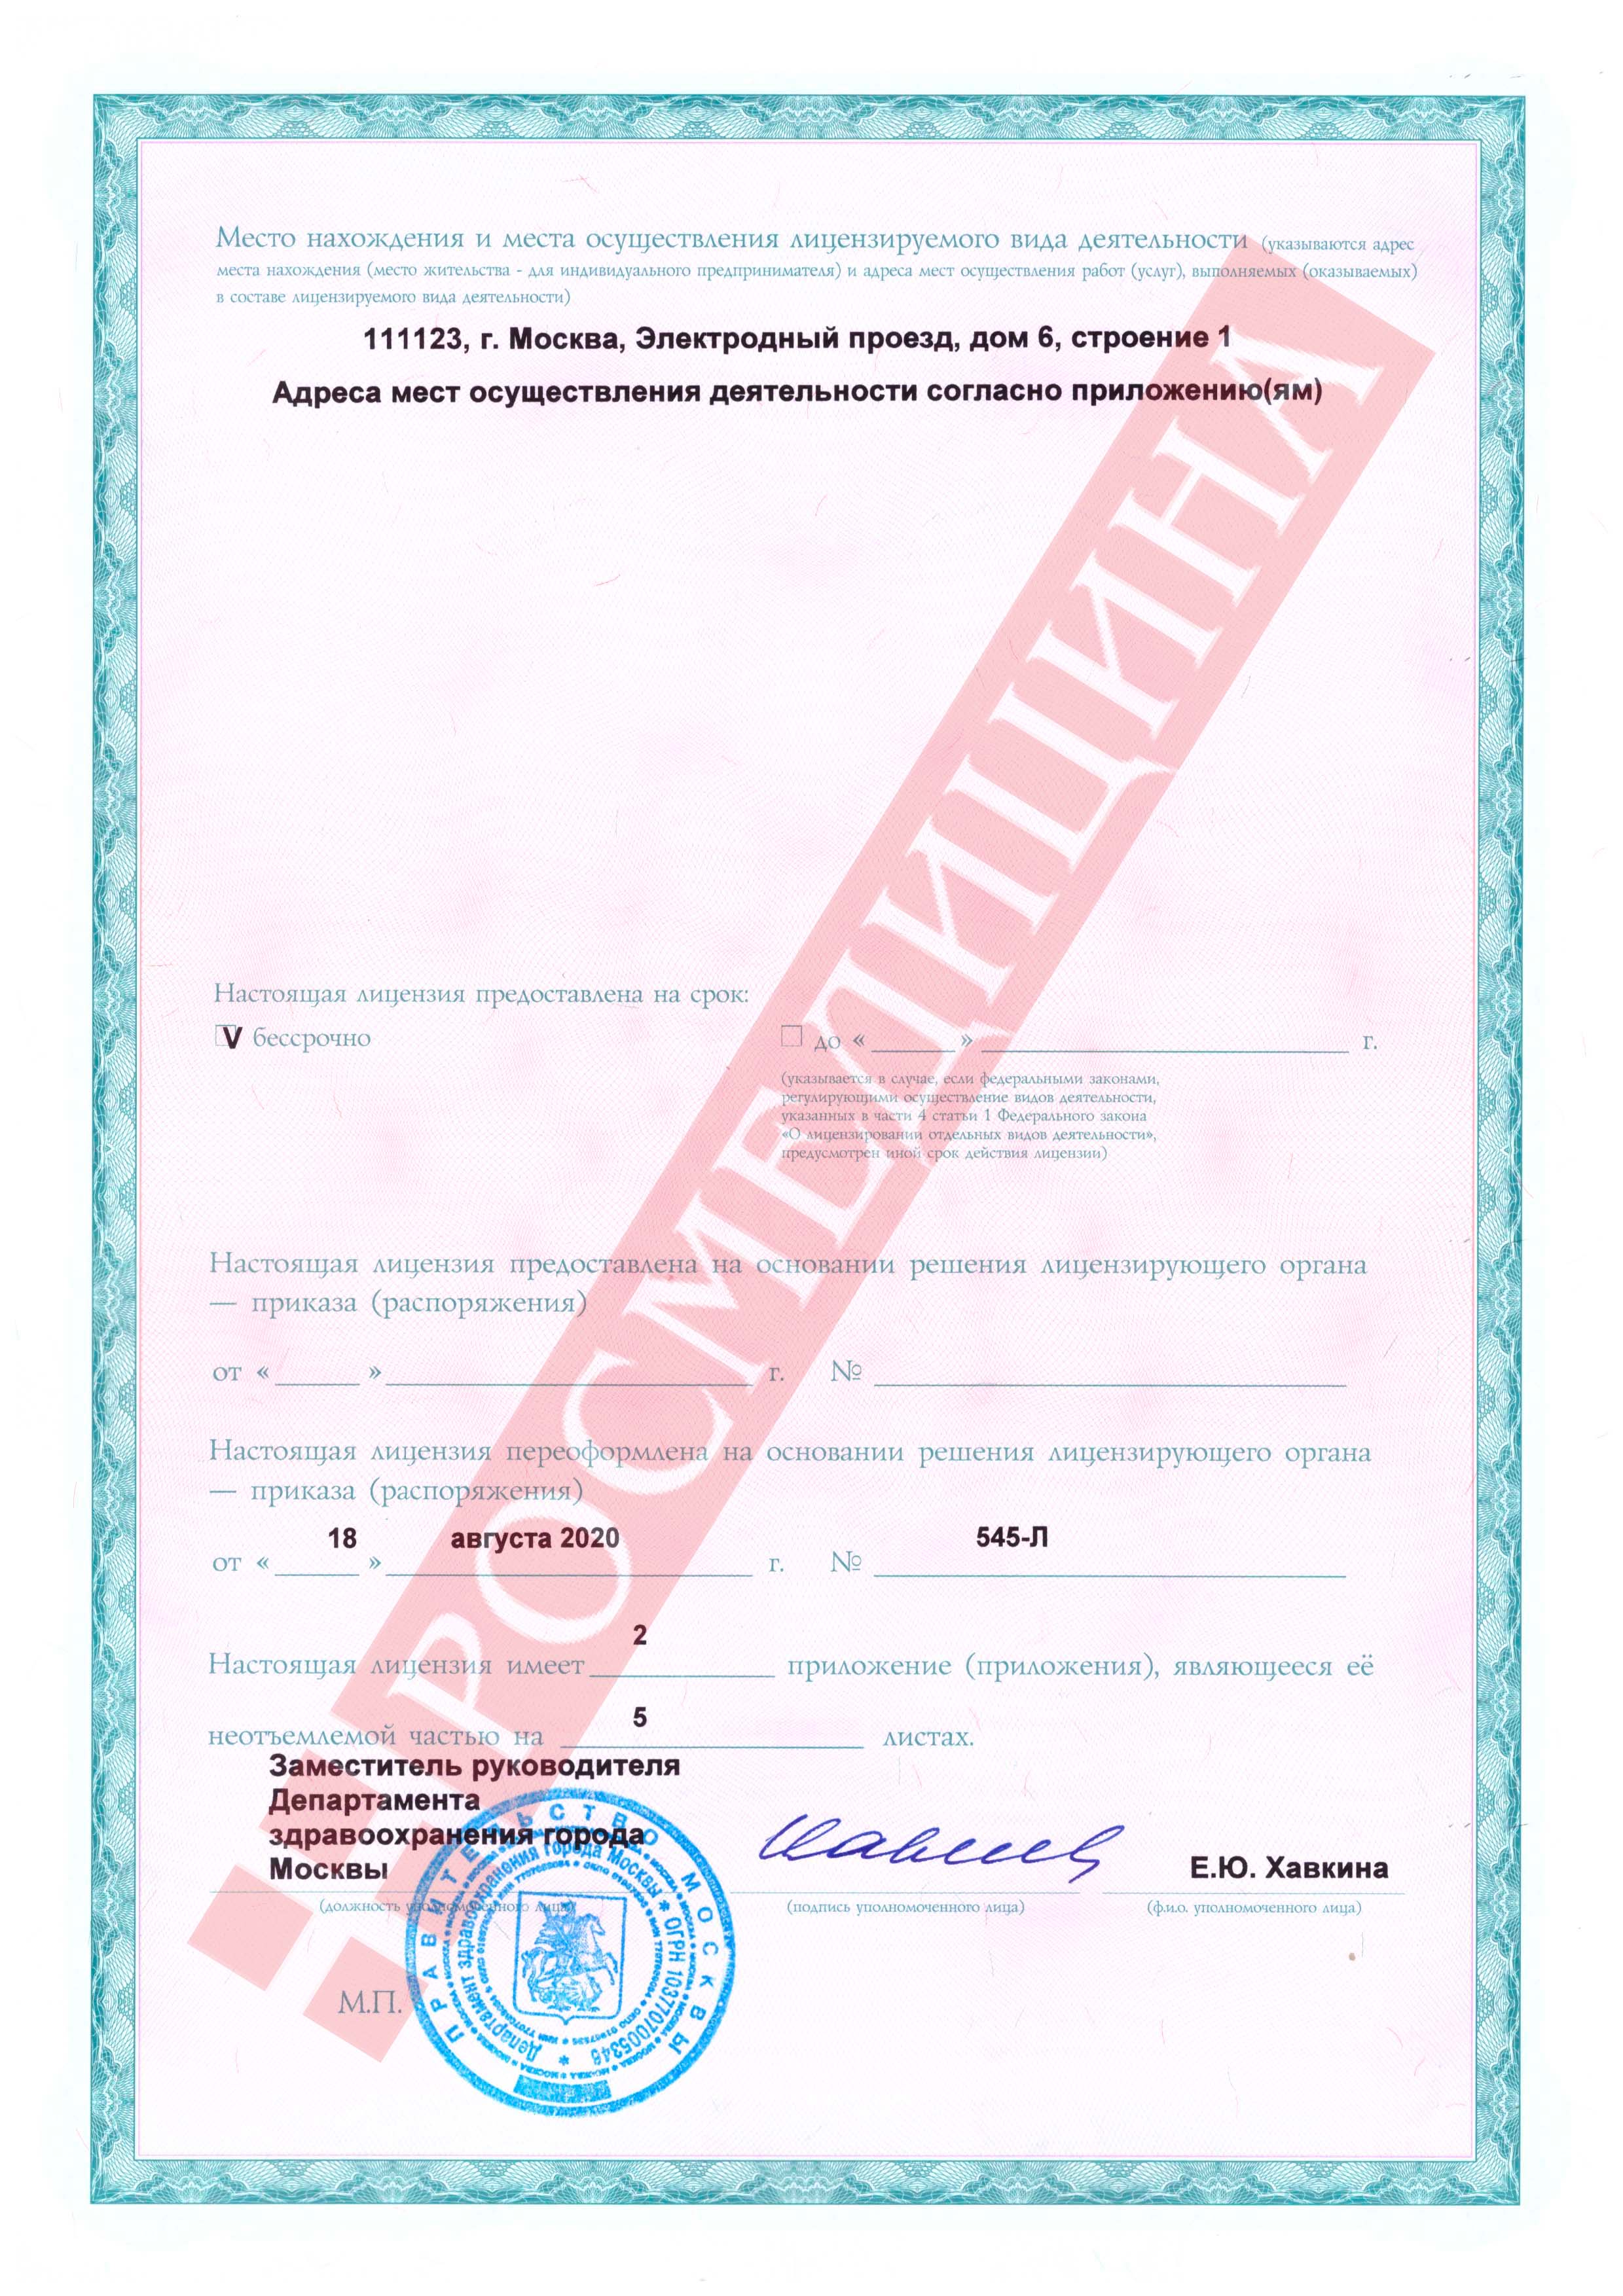 Место нахождения и места осуществления лицензируемого вида деятельности (указываются адрес
места нахождения (место жительства - для индивидуального предпринимателя) и адреса мест осуществления работ (услуг), выполняемых (оказываемых)
в составе лицензируемого вида деятельности)
111123, г. Москва, Электродный проезд, дом 6, строение 1
Адреса мест осуществления деятельности согласно приложению(ям)
РОСМЕДИЦИНА
Настоящая лицензия предоставлена на срок:
V бессрочно
до « ______ » ______________________ г.
(указывается в случае, если федеральными законами,
регулирующими осуществление видов деятельности,
указанных в части 4 статьи 1 Федерального закона
«О лицензировании отдельных видов деятельности»,
предусмотрен иной срок действия лицензии)
Настоящая лицензия предоставлена на основании решения лицензирующего органа
— приказа (распоряжения)
от « ______ » ______________________ г. № ______________________
Настоящая лицензия переоформлена на основании решения лицензирующего органа
— приказа (распоряжения)
от « 18 » августа 2020 г. № 545-Л
Настоящая лицензия имеет 2 приложение (приложения), являющееся её
неотъемлемой частью на 5 листах.
Заместитель руководителя
Департамента
здравоохранения города
Москвы
Е.Ю. Хавкина
(должность уполномоченного лица)
(подпись уполномоченного лица)
(ф.и.о. уполномоченного лица)
М.П.
ПРАВИТЕЛЬСТВО МОСКВЫ
Департамент здравоохранения города Москвы * ОГРН 1037707005346 *